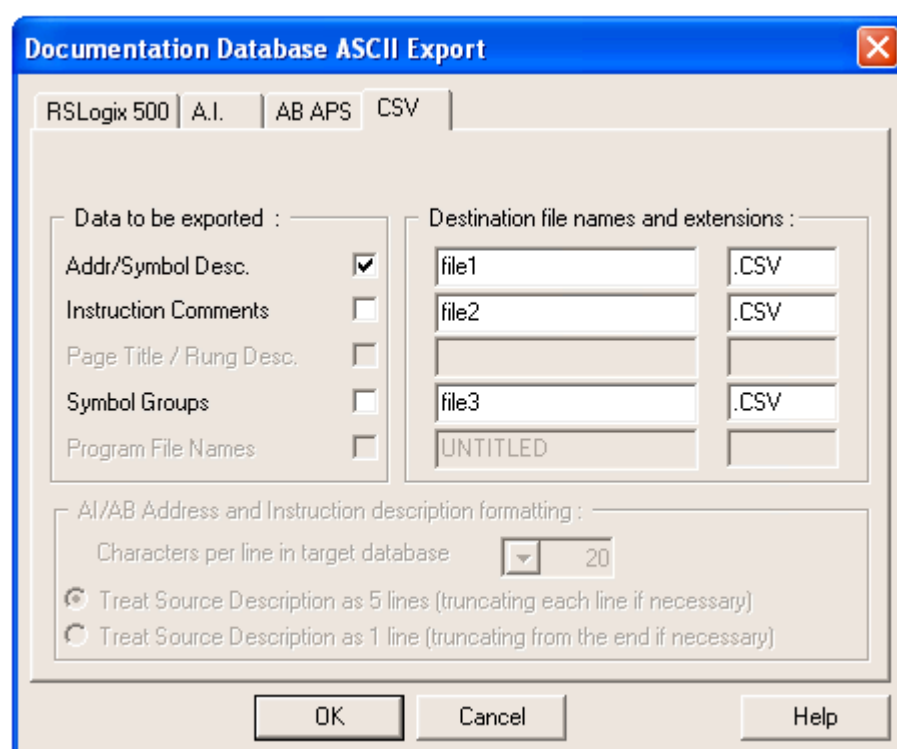 Documentation Database ASCII Export
RSLogix 500 A.I. AB APS CSV
Data to be exported : Destination file names and extensions :
Addr/Symbol Desc. file1 .CSV
Instruction Comments file2 .CSV
Page Title / Rung Desc.
Symbol Groups file3 .CSV
Program File Names UNTITLED
AI/AB Address and Instruction description formatting :
Characters per line in target database 20
Treat Source Description as 5 lines (truncating each line if necessary)
Treat Source Description as 1 line (truncating from the end if necessary)
OK Cancel Help